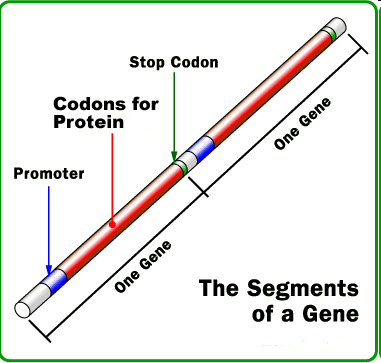 Stop Codon
Codons for
Protein
One Gene
Promoter
One Gene
The Segments
of a Gene